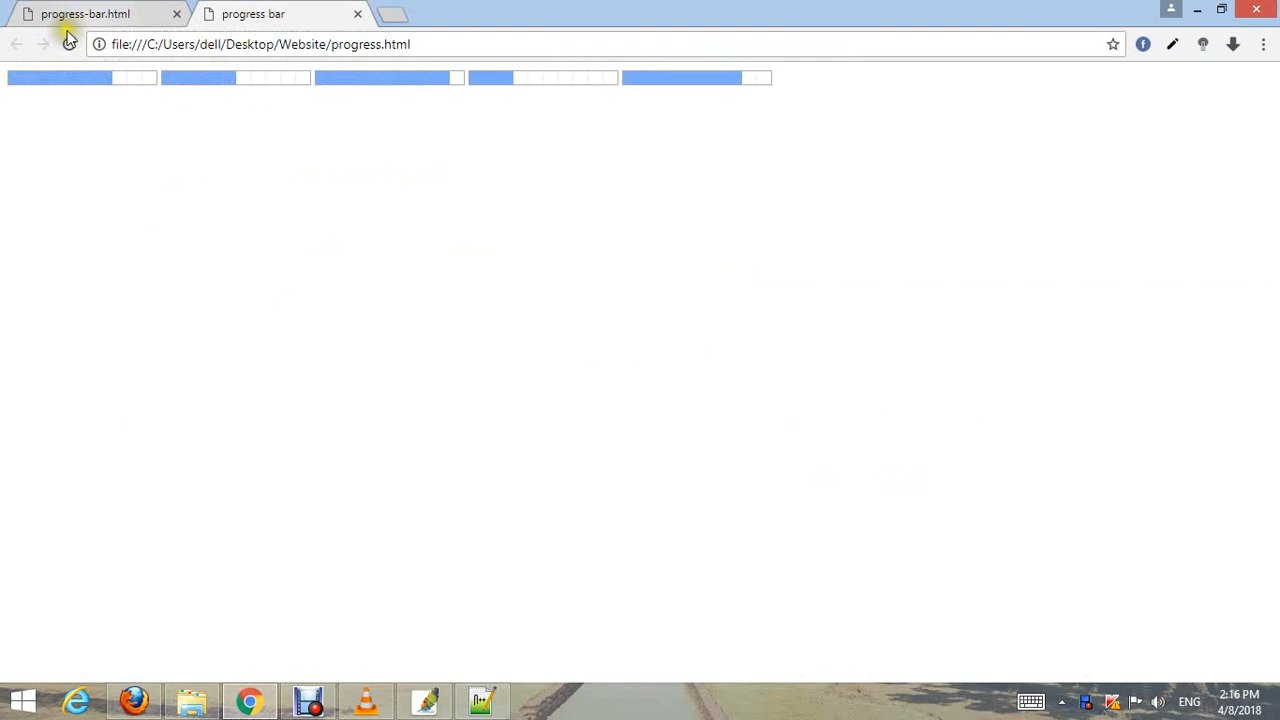 progress-bar.html
progress bar
file:///C:/Users/dell/Desktop/Website/progress.html
ENG
2:16 PM
4/8/2018